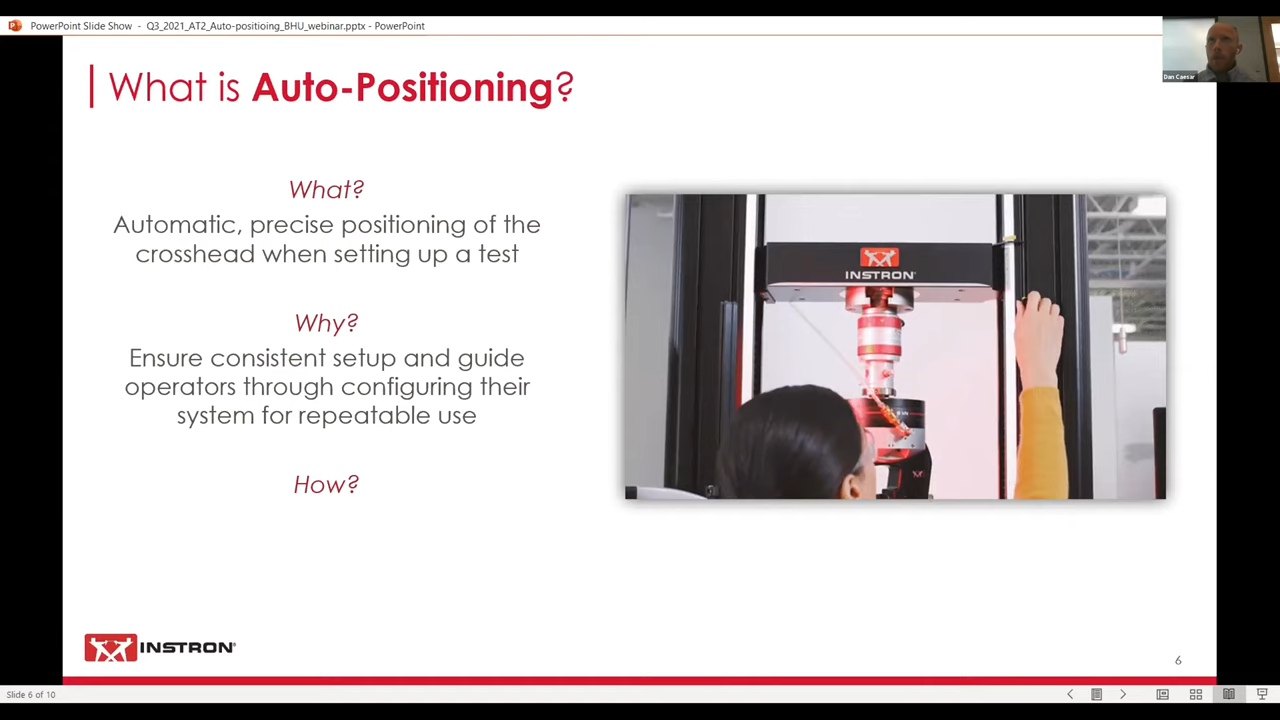 PowerPoint Slide Show - Q3_2021_AT2_Auto-positioing_BHU_webinar.pptx - PowerPoint
Dan Caesar
What is Auto-Positioning?
What?
Automatic, precise positioning of the
crosshead when setting up a test
Why?
Ensure consistent setup and guide
operators through configuring their
system for repeatable use
How?
INSTRON®
INSTRON®
6
Slide 6 of 10